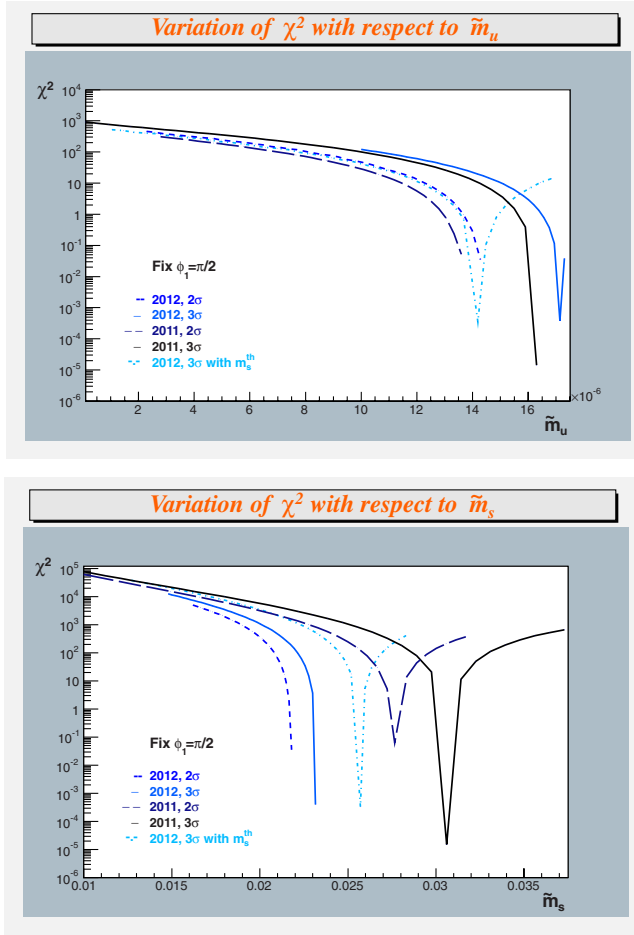 Variation of χ² with respect to m̃ᵤ
χ²
10⁴
10³
10²
10
1
10⁻¹
10⁻²
10⁻³
10⁻⁴
10⁻⁵
10⁻⁶
Fix ϕ₁=π/2
2012, 2σ
2012, 3σ
2011, 2σ
2011, 3σ
2012, 3σ with mₛᵗʰ
2 4 6 8 10 12 14 16
×10⁻⁶
m̃ᵤ
Variation of χ² with respect to m̃ₛ
χ²
10⁵
10⁴
10³
10²
10
1
10⁻¹
10⁻²
10⁻³
10⁻⁴
10⁻⁵
10⁻⁶
Fix ϕ₁=π/2
2012, 2σ
2012, 3σ
2011, 2σ
2011, 3σ
2012, 3σ with mₛᵗʰ
0.01 0.015 0.02 0.025 0.03 0.035
m̃ₛ